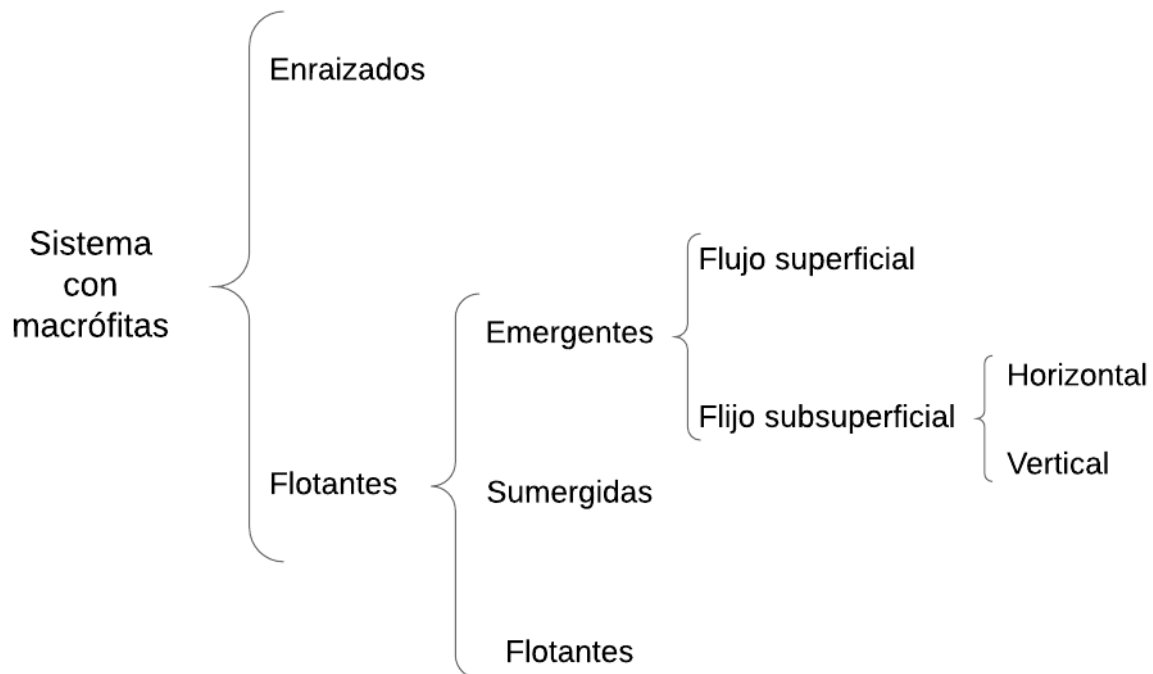 Enraizados
Sistema
con
macrófitas
Flotantes
Emergentes
Sumergidas
Flotantes
Flujo superficial
Flijo subsuperficial
Horizontal
Vertical